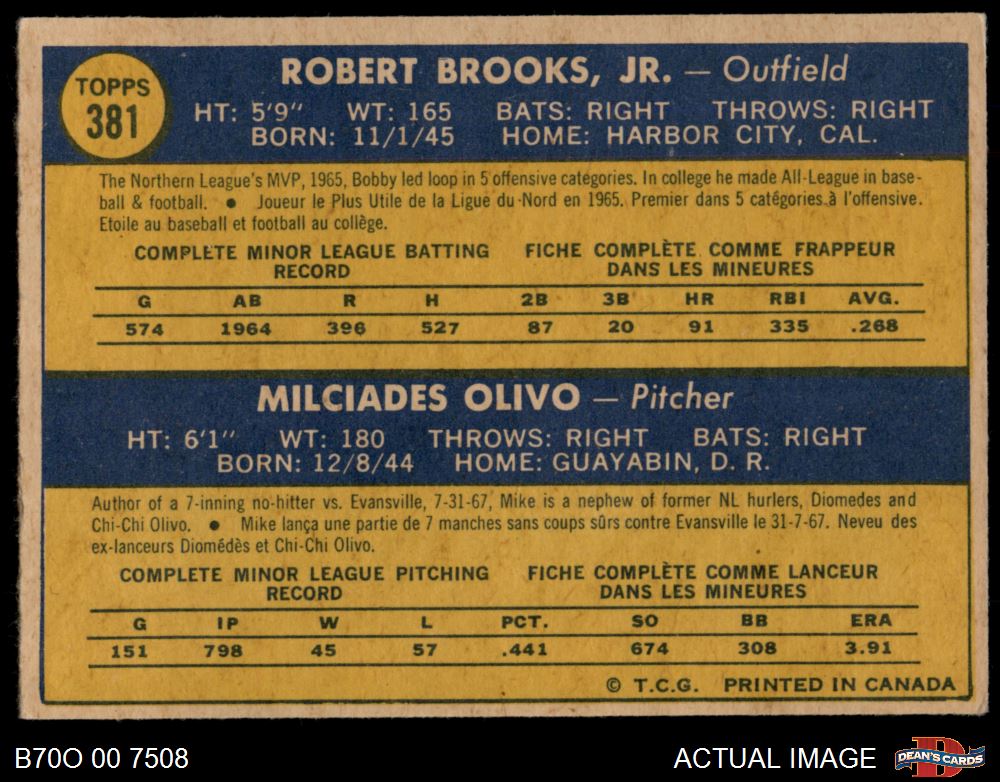 TOPPS
381
ROBERT BROOKS, JR. — Outfield
HT: 5'9" WT: 165 BATS: RIGHT THROWS: RIGHT
BORN: 11/1/45 HOME: HARBOR CITY, CAL.
The Northern League's MVP, 1965, Bobby led loop in 5 offensive categories. In college he made All-League in base-
ball & football. ● Joueur le Plus Utile de la Ligue du Nord en 1965. Premier dans 5 catégories à l'offensive.
Etoile au baseball et football au collège.
COMPLETE MINOR LEAGUE BATTING RECORD
FICHE COMPLÈTE COMME FRAPPEUR DANS LES MINEURES
G AB R H 2B 3B HR RBI AVG.
574 1964 396 527 87 20 91 335 .268
MILCIADES OLIVO — Pitcher
HT: 6'1" WT: 180 THROWS: RIGHT BATS: RIGHT
BORN: 12/8/44 HOME: GUAYABIN, D. R.
Author of a 7-inning no-hitter vs. Evansville, 7-31-67, Mike is a nephew of former NL hurlers, Diomedes and
Chi-Chi Olivo. ● Mike lança une partie de 7 manches sans coups sûrs contre Evansville le 31-7-67. Neveu des
ex-lanceurs Diomédès et Chi-Chi Olivo.
COMPLETE MINOR LEAGUE PITCHING RECORD
FICHE COMPLÈTE COMME LANCEUR DANS LES MINEURES
G IP W L PCT. SO BB ERA
151 798 45 57 .441 674 308 3.91
© T.C.G. PRINTED IN CANADA
B70O 00 7508
ACTUAL IMAGE
D
DEAN'S CARDS